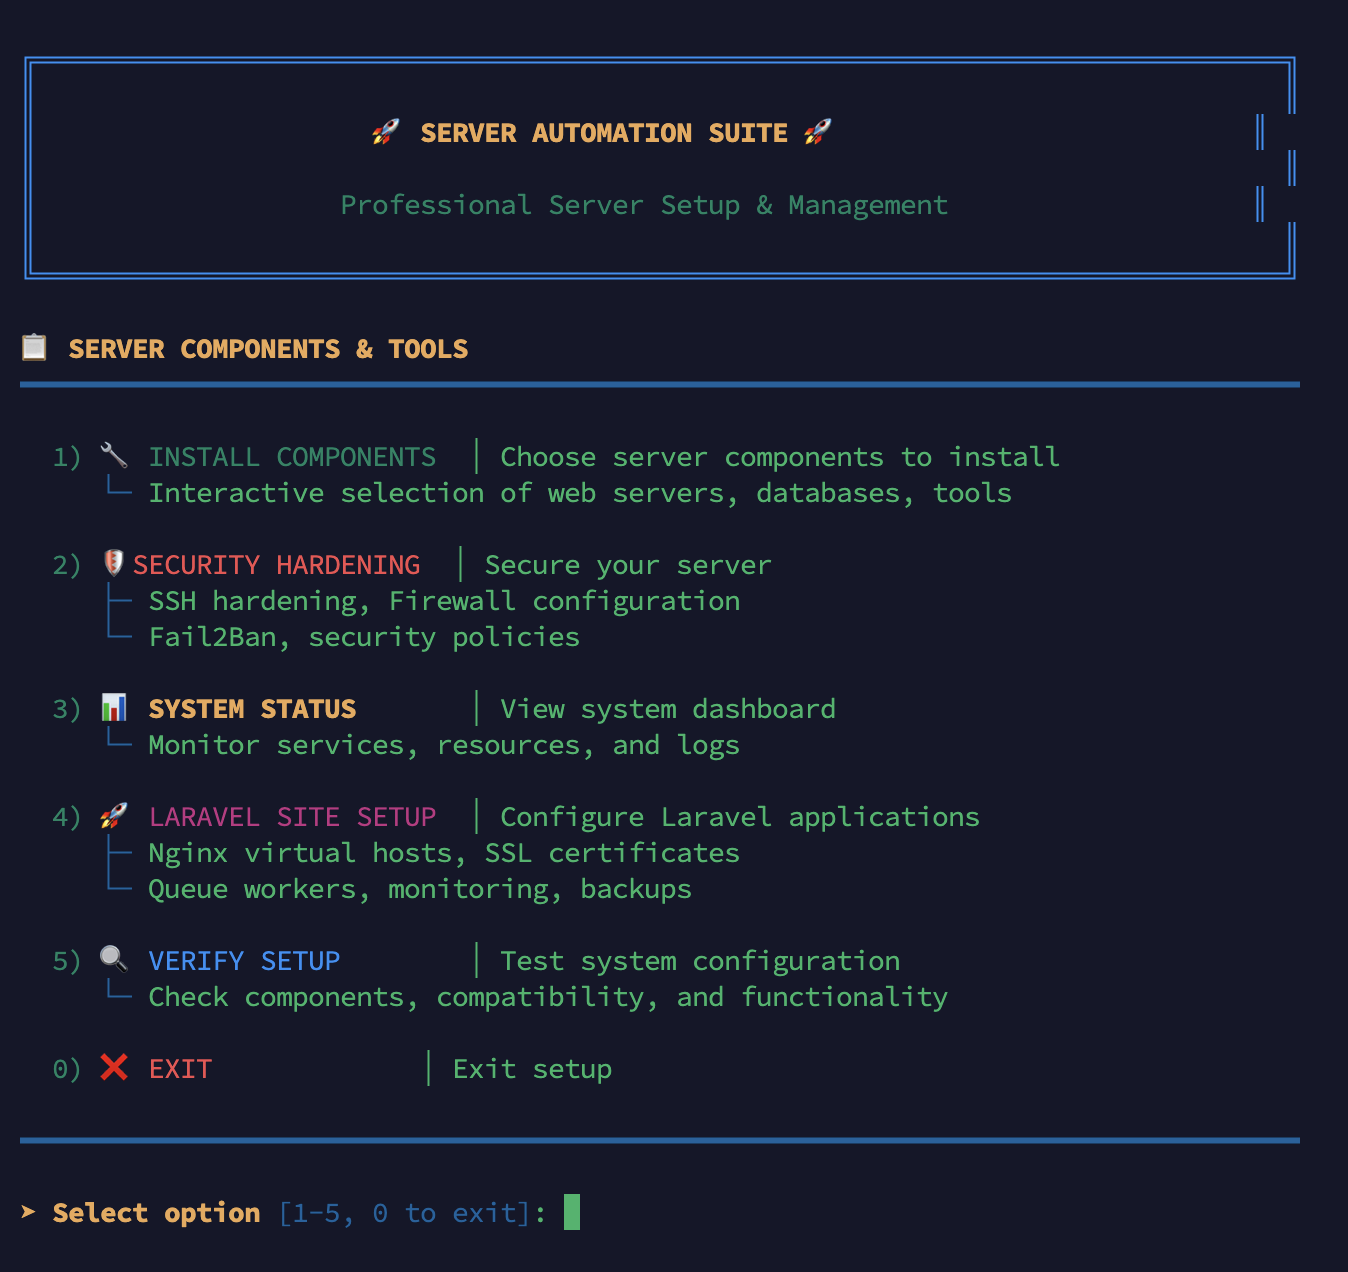 🚀 SERVER AUTOMATION SUITE 🚀
Professional Server Setup & Management
📋 SERVER COMPONENTS & TOOLS
1) 🔧 INSTALL COMPONENTS │ Choose server components to install
└─ Interactive selection of web servers, databases, tools
2) 🛡️ SECURITY HARDENING │ Secure your server
├─ SSH hardening, Firewall configuration
└─ Fail2Ban, security policies
3) 📊 SYSTEM STATUS │ View system dashboard
└─ Monitor services, resources, and logs
4) 🚀 LARAVEL SITE SETUP │ Configure Laravel applications
├─ Nginx virtual hosts, SSL certificates
└─ Queue workers, monitoring, backups
5) 🔍 VERIFY SETUP │ Test system configuration
└─ Check components, compatibility, and functionality
0) ❌ EXIT │ Exit setup
➤ Select option [1-5, 0 to exit]: